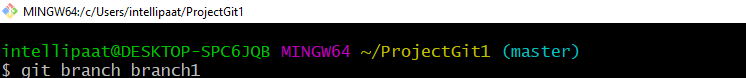 MINGW64:/c/Users/intellipaat/ProjectGit1
intellipaat@DESKTOP-SPC6JQB MINGW64 ~/ProjectGit1 (master)
$ git branch branch1